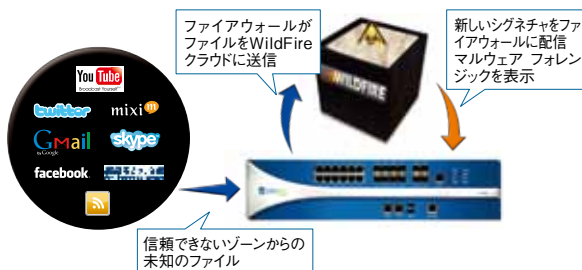 ファイアウォールが
ファイルをWildFire
クラウドに送信
新しいシグネチャをファ
イアウォールに配信
マルウェア フォレン
ジックを表示
WILDFIRE
You Tube
Broadcast Yourself™
twitter
mixi
Gmail
by Google
skype
facebook
信頼できないゾーンからの
未知のファイル